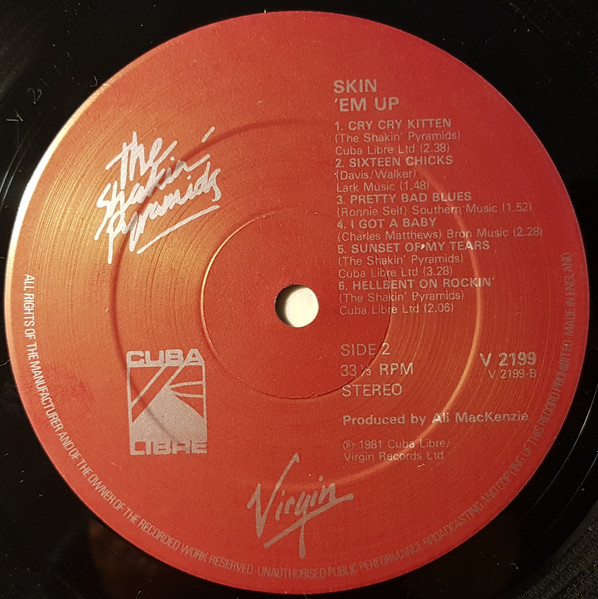 SKIN
'EM UP
1. CRY CRY KITTEN
(The Shakin' Pyramids)
Cuba Libre Ltd (2.38)
2. SIXTEEN CHICKS
(Davis/Walker)
Lark Music (1.48)
3. PRETTY BAD BLUES
(Ronnie Self) Southern Music (1.52)
4. I GOT A BABY
(Charles Matthews) Bron Music (2.28)
5. SUNSET OF MY TEARS
(The Shakin' Pyramids)
Cuba Libre Ltd (3.28)
6. HELLBENT ON ROCKIN'
(The Shakin' Pyramids)
Cuba Libre Ltd (2.06)
the
Shakin'
Pyramids
CUBA
LIBRE
SIDE 2
33⅓ RPM
STEREO
V 2199
V 2199-B
Produced by Ali MacKenzie
℗ 1981 Cuba Libre/
Virgin Records Ltd
Virgin
ALL RIGHTS OF THE MANUFACTURER AND OF THE OWNER OF THE RECORDED WORK RESERVED · UNAUTHORISED PUBLIC PERFORMANCE BROADCASTING AND COPYING OF THIS RECORD PROHIBITED. MADE IN ENGLAND